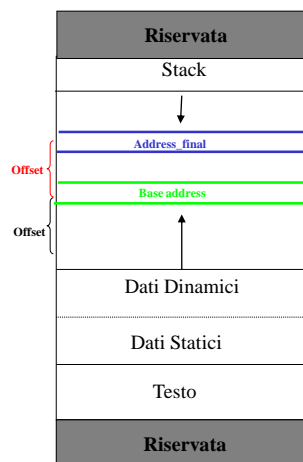 Riservata
Stack
Address_final
Offset
Base address
Offset
Dati Dinamici
Dati Statici
Testo
Riservata